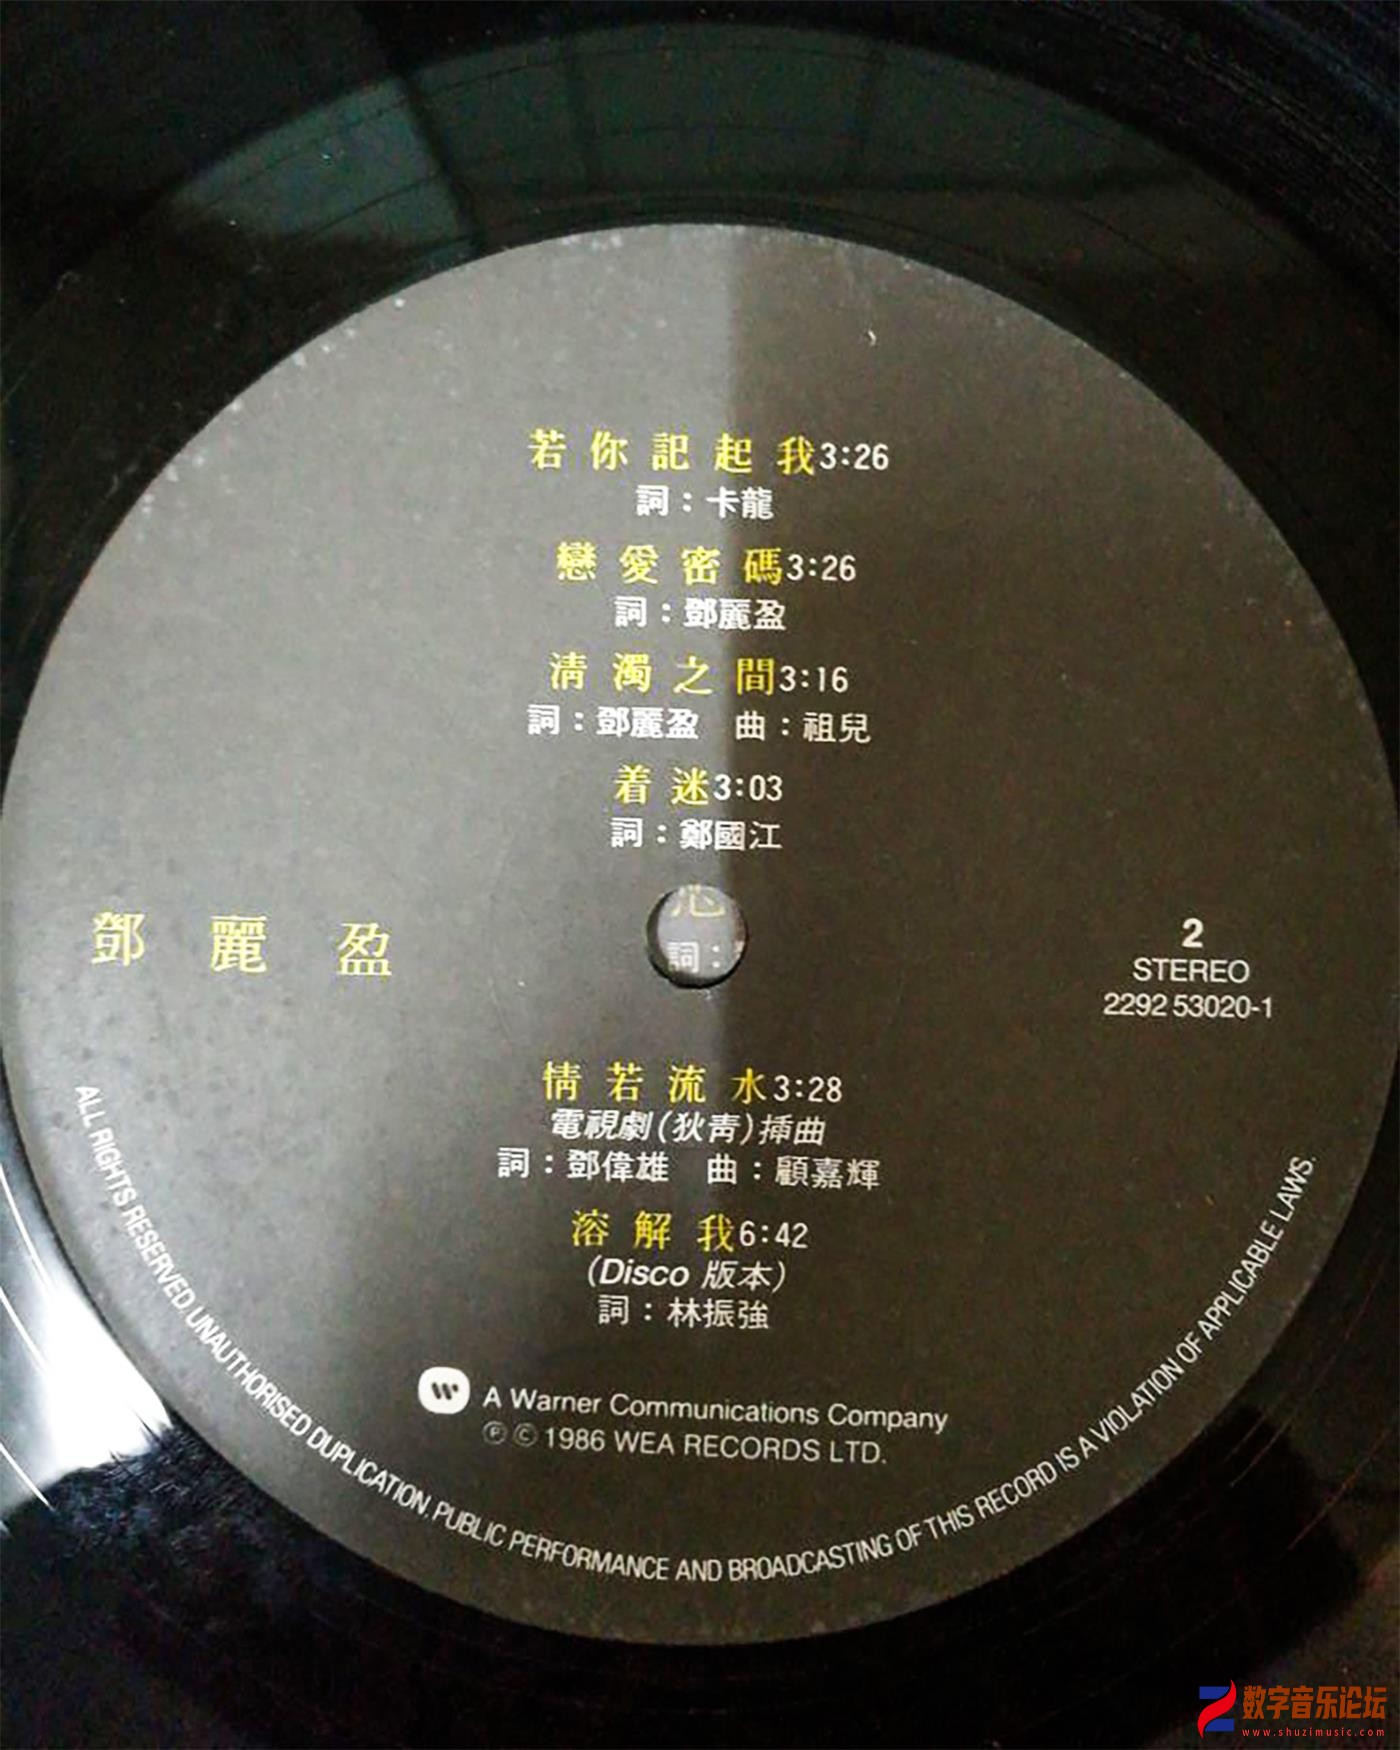 若你記起我3:26
詞：卡龍
戀愛密碼3:26
詞：鄧麗盈
淸濁之間3:16
詞：鄧麗盈 曲：祖兒
着迷3:03
詞：鄭國江
詞：
鄧麗盈
2
STEREO
2292 53020-1
情若流水3:28
電視劇(狄靑)揷曲
詞：鄧偉雄 曲：顧嘉輝
溶解我6:42
(Disco 版本)
詞：林振強
A Warner Communications Company
Ⓟ © 1986 WEA RECORDS LTD.
ALL RIGHTS RESERVED UNAUTHORISED DUPLICATION, PUBLIC PERFORMANCE AND BROADCASTING OF THIS RECORD IS A VIOLATION OF APPLICABLE LAWS.
数字音乐论坛
www.shuzimusic.com